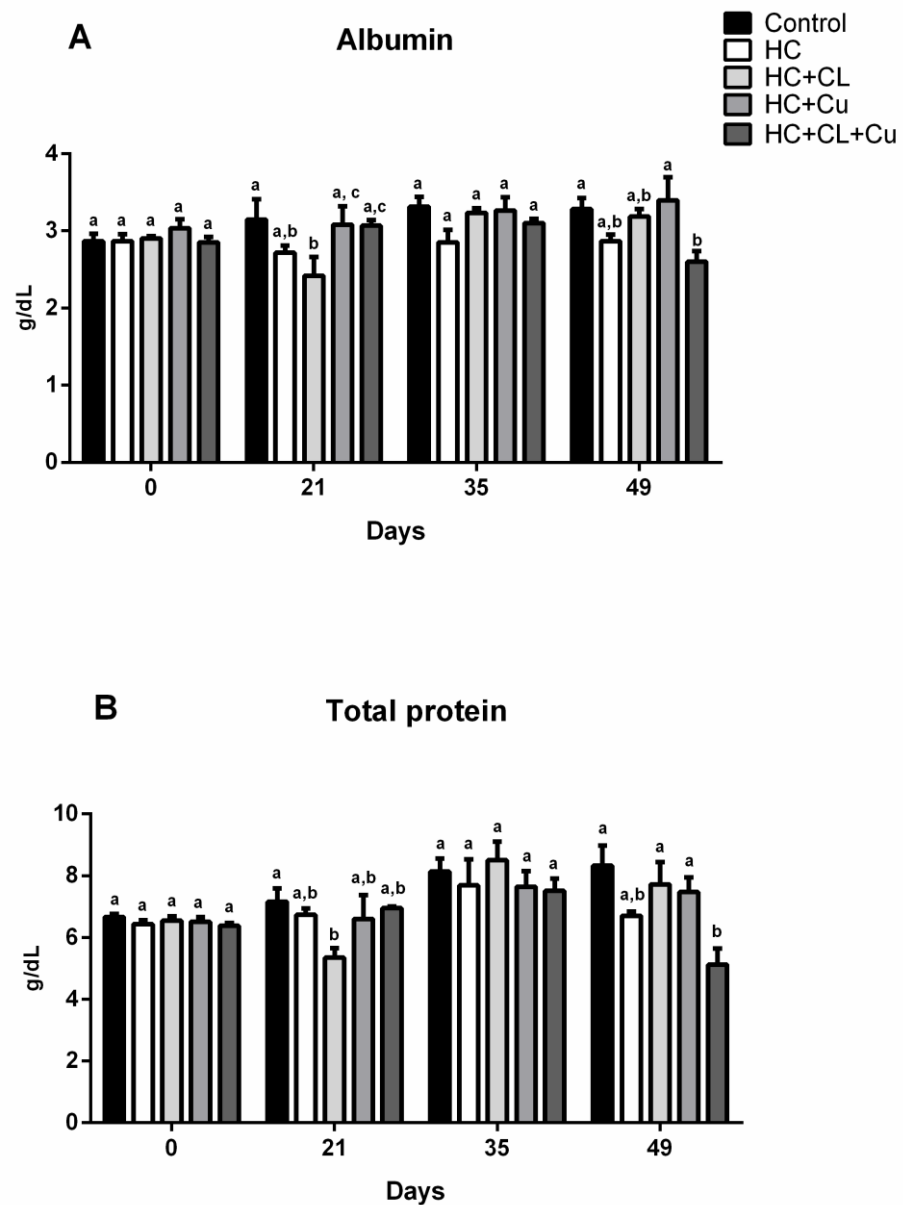 A
Albumin
Control
HC
HC+CL
HC+Cu
HC+CL+Cu
4
3
2
1
0
g/dL
a a a a a
a a,b b a, c a,c
a a a a a
a a,b a,b a b
0 21 35 49
Days
B
Total protein
10
8
6
4
2
0
g/dL
a a a a a
a a,b b a,b a,b
a a a a a
a a,b a a b
0 21 35 49
Days